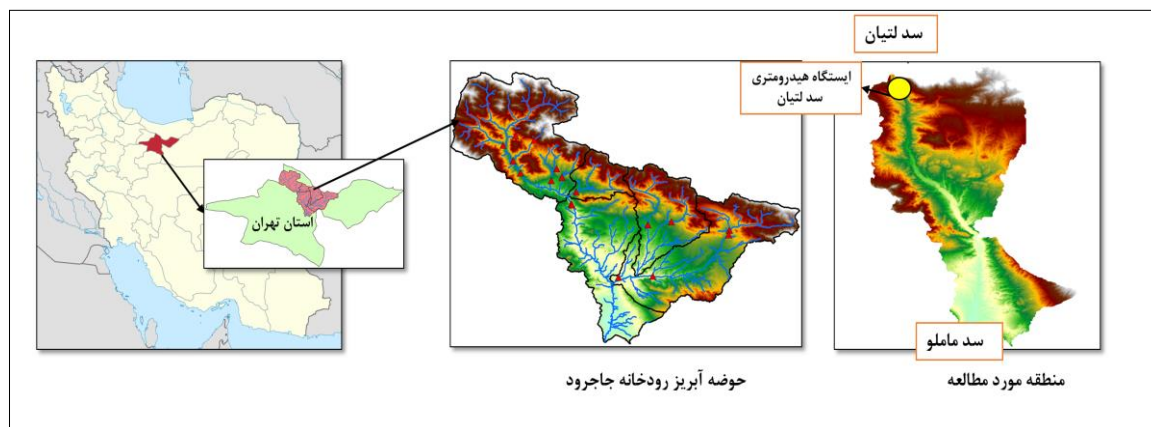 سد لتیان
ایستگاه هیدرومتری
سد لتیان
استان تهران
سد ماملو
حوضه آبریز رودخانه جاجرود
منطقه مورد مطالعه